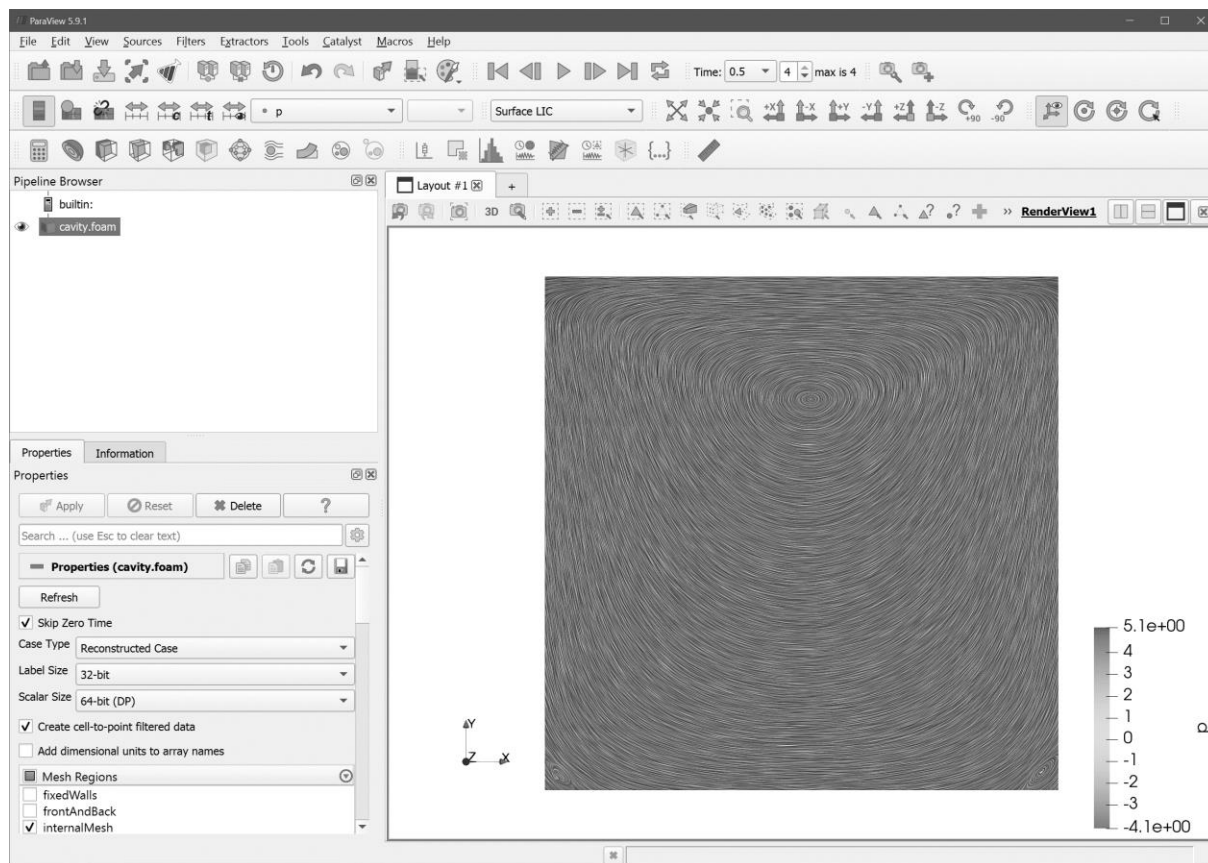 ParaView 5.9.1
File Edit View Sources Filters Extractors Tools Catalyst Macros Help
Time: 0.5 4 max is 4
p Surface LIC +X -X +Y -Y +Z -Z +90 -90
Pipeline Browser
builtin:
cavity.foam
Layout #1 +
3D RenderView1
Properties Information
Properties
Apply Reset Delete ?
Search ... (use Esc to clear text)
Properties (cavity.foam)
Refresh
Skip Zero Time
Case Type Reconstructed Case
Label Size 32-bit
Scalar Size 64-bit (DP)
Create cell-to-point filtered data
Add dimensional units to array names
Mesh Regions
fixedWalls
frontAndBack
internalMesh
Y
Z X
5.1e+00
4
3
2
1
0
-1
-2
-3
-4.1e+00
p